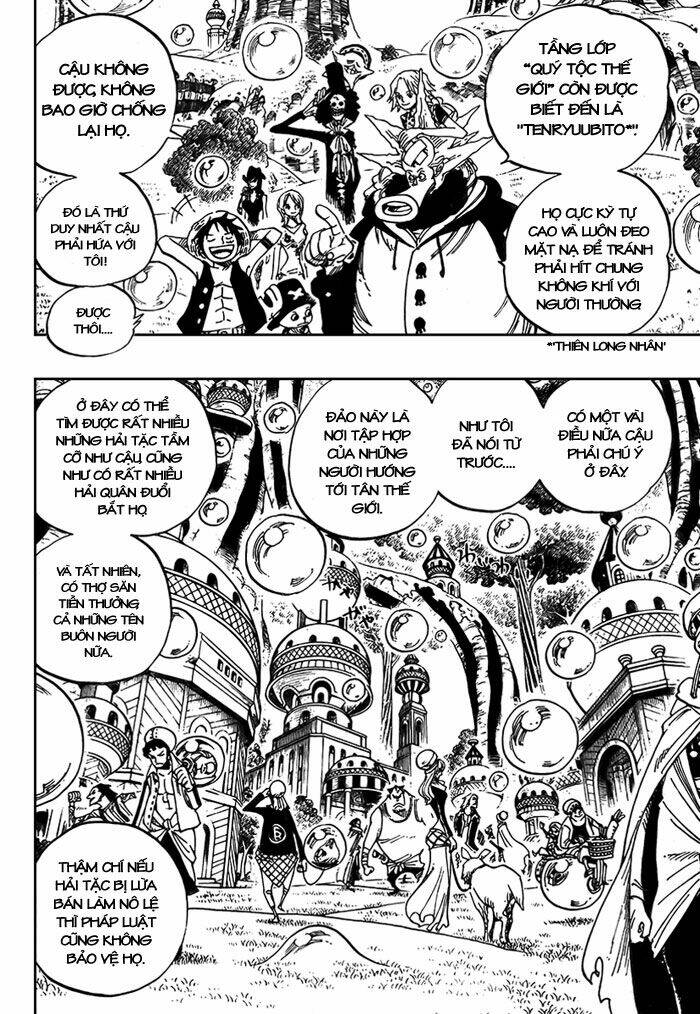 TẦNG LỚP
"QUÝ TỘC THẾ
GIỚI" CÒN ĐƯỢC
BIẾT ĐẾN LÀ
"TENRYUUBITO*".
HỌ CỰC KỲ TỰ
CAO VÀ LUÔN ĐEO
MẶT NẠ ĐỂ TRÁNH
PHẢI HÍT CHUNG
KHÔNG KHÍ VỚI
NGƯỜI THƯỜNG.
*"THIÊN LONG NHÂN"
CẬU KHÔNG
ĐƯỢC, KHÔNG
BAO GIỜ CHỐNG
LẠI HỌ.
ĐÓ LÀ THỨ
DUY NHẤT CẬU
PHẢI HỨA VỚI
TÔI!
ĐƯỢC
THÔI....
CÓ MỘT VÀI
ĐIỀU NỮA CẬU
PHẢI CHÚ Ý
Ở ĐÂY.
NHƯ TÔI
ĐÃ NÓI TỪ
TRƯỚC....
ĐẢO NÀY LÀ
NƠI TẬP HỢP
CỦA NHỮNG
NGƯỜI HƯỚNG
TỚI TÂN THẾ
GIỚI.
Ở ĐÂY CÓ THỂ
TÌM ĐƯỢC RẤT NHIỀU
NHỮNG HẢI TẶC TẦM
CỠ NHƯ CẬU, CŨNG
NHƯ CÓ RẤT NHIỀU
HẢI QUÂN ĐUỔI
BẮT HỌ.
VÀ TẤT NHIÊN,
CÓ THỢ SĂN
TIỀN THƯỞNG
CẢ NHỮNG TÊN
BUÔN NGƯỜI
NỮA.
THẬM CHÍ NẾU
HẢI TẶC BỊ LỪA
BÁN LÀM NÔ LỆ
THÌ PHÁP LUẬT
CŨNG KHÔNG
BẢO VỆ HỌ.